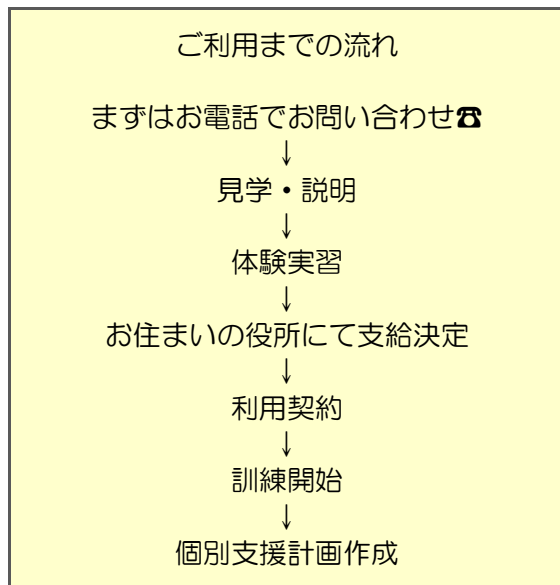 ご利用までの流れ
まずはお電話でお問い合わせ☎
↓
見学・説明
↓
体験実習
↓
お住まいの役所にて支給決定
↓
利用契約
↓
訓練開始
↓
個別支援計画作成